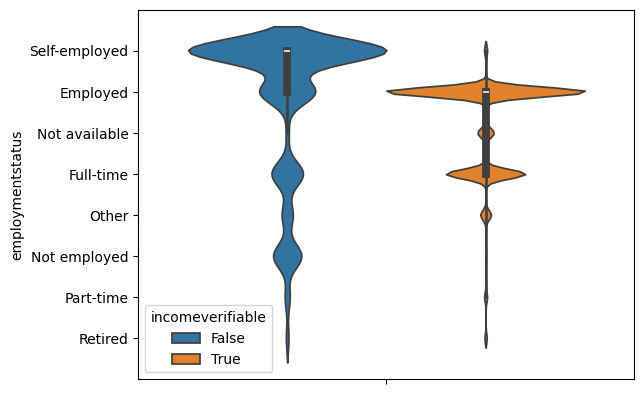 employmentstatus
Self-employed
Employed
Not available
Full-time
Other
Not employed
Part-time
Retired
incomeverifiable
False
True